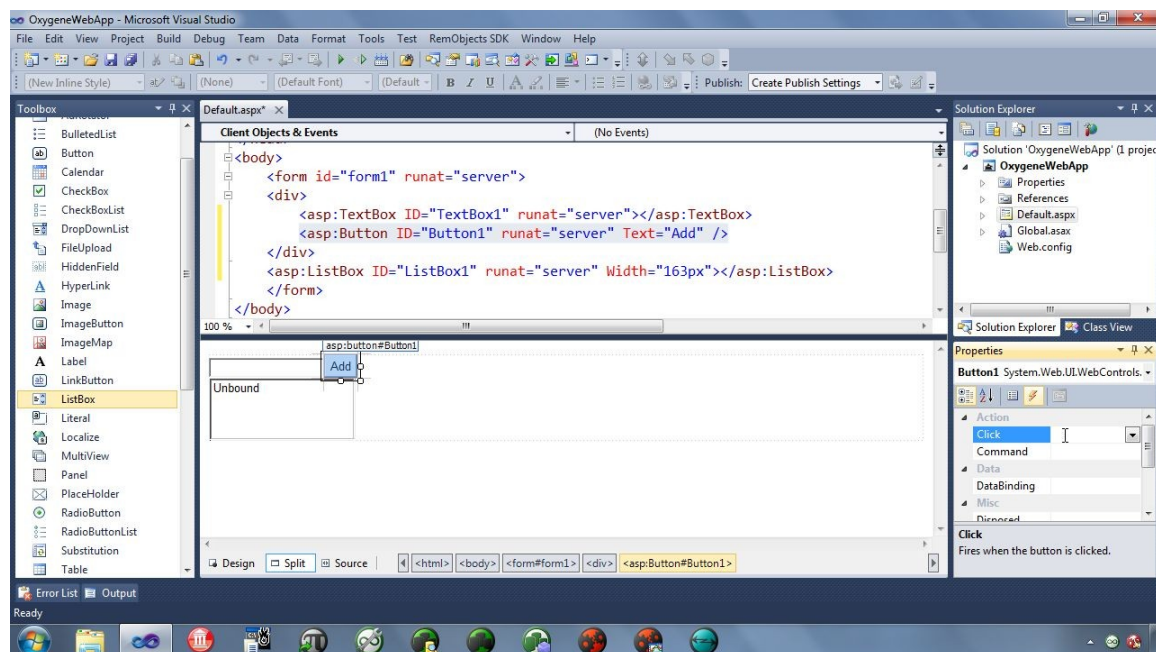 OxygeneWebApp - Microsoft Visual Studio
File Edit View Project Build Debug Team Data Format Tools Test RemObjects SDK Window Help
(New Inline Style) (None) (Default Font) (Default B I U A Publish: Create Publish Settings
Toolbox
BulletedList
Button
Calendar
CheckBox
CheckBoxList
DropDownList
FileUpload
HiddenField
HyperLink
Image
ImageButton
ImageMap
Label
LinkButton
ListBox
Literal
Localize
MultiView
Panel
PlaceHolder
RadioButton
RadioButtonList
Substitution
Table
Default.aspx*
Client Objects & Events (No Events)
<body>
<form id="form1" runat="server">
<div>
<asp:TextBox ID="TextBox1" runat="server"></asp:TextBox>
<asp:Button ID="Button1" runat="server" Text="Add" />
</div>
<asp:ListBox ID="ListBox1" runat="server" Width="163px"></asp:ListBox>
</form>
</body>
100 %
asp:button#Button1
Add
Unbound
Design Split Source <html> <body> <form#form1> <div> <asp:Button#Button1>
Solution Explorer
Solution 'OxygeneWebApp' (1 projec
OxygeneWebApp
Properties
References
Default.aspx
Global.asax
Web.config
Solution Explorer Class View
Properties
Button1 System.Web.UI.WebControls.
Action
Click
Command
Data
DataBinding
Misc
Disposed
Click
Fires when the button is clicked.
Error List Output
Ready